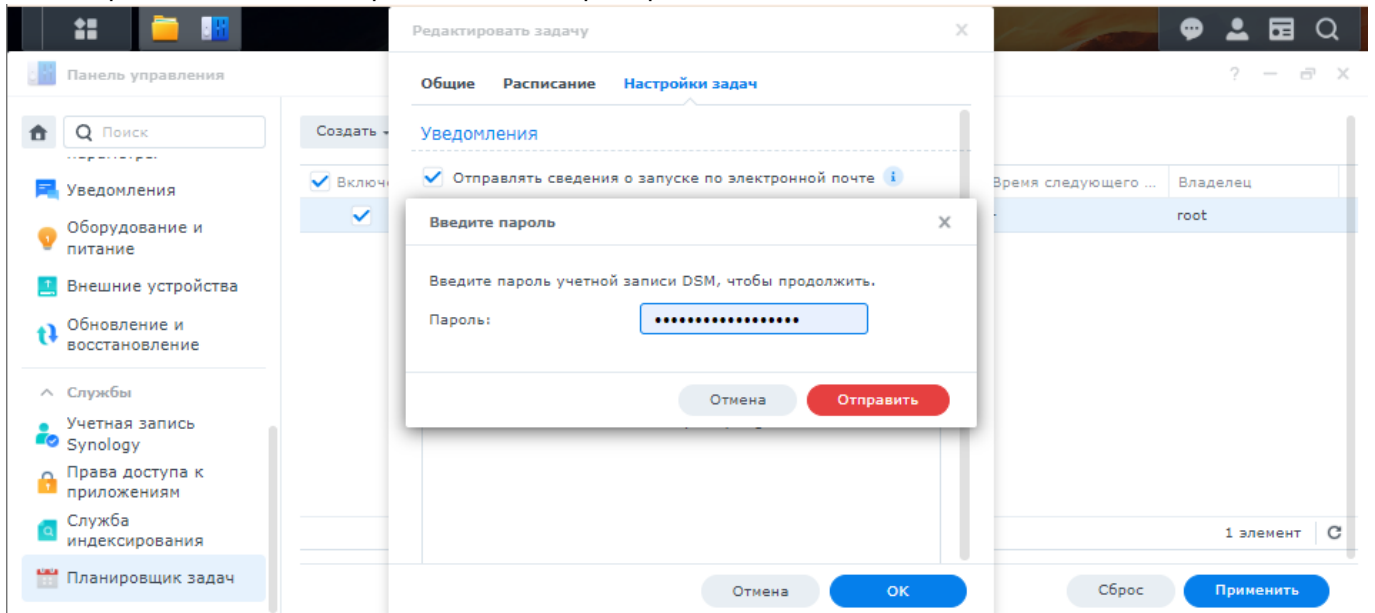 Редактировать задачу
Панель управления
Общие Расписание Настройки задач
Поиск
Создать
Уведомления
Уведомления
Включ
Отправлять сведения о запуске по электронной почте
Время следующего ...
Владелец
root
Оборудование и
питание
Введите пароль
Внешние устройства
Введите пароль учетной записи DSM, чтобы продолжить.
Обновление и
восстановление
Пароль:
••••••••••••••••••
Отмена Отправить
Службы
Учетная запись
Synology
Права доступа к
приложениям
Служба
индексирования
1 элемент
Планировщик задач
Отмена OK
Сброс Применить